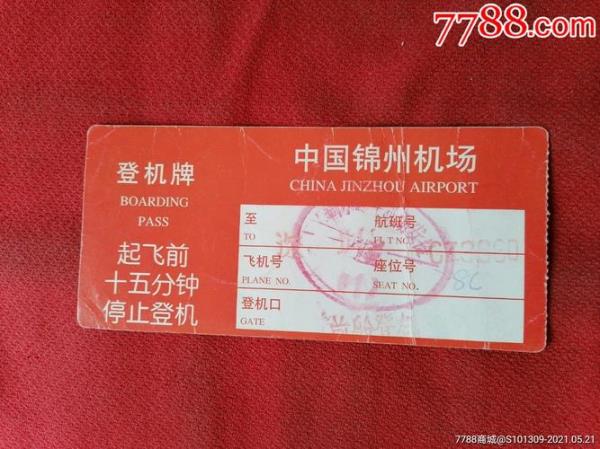 7788.com
中国锦州机场
CHINA JINZHOU AIRPORT
登机牌
BOARDING
PASS
起飞前
十五分钟
停止登机
至
TO
航班号
FLT NO.
飞机号
PLANE NO.
座位号
SEAT NO.
8C
登机口
GATE
7788商城@S101309-2021.05.21